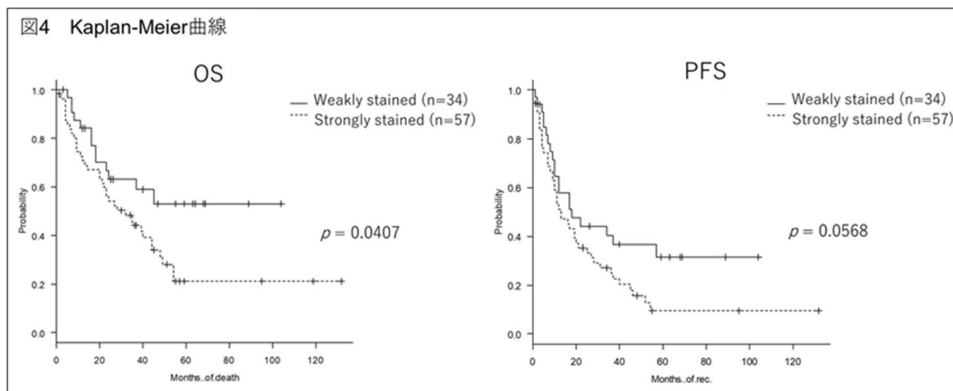 図4 Kaplan-Meier曲線
OS
Weakly stained (n=34)
Strongly stained (n=57)
p = 0.0407
Probability
1.0
0.8
0.6
0.4
0.2
0.0
0 20 40 60 80 100 120
Months..of.death
PFS
Weakly stained (n=34)
Strongly stained (n=57)
p = 0.0568
Probability
1.0
0.8
0.6
0.4
0.2
0.0
0 20 40 60 80 100 120
Months..of.rec.